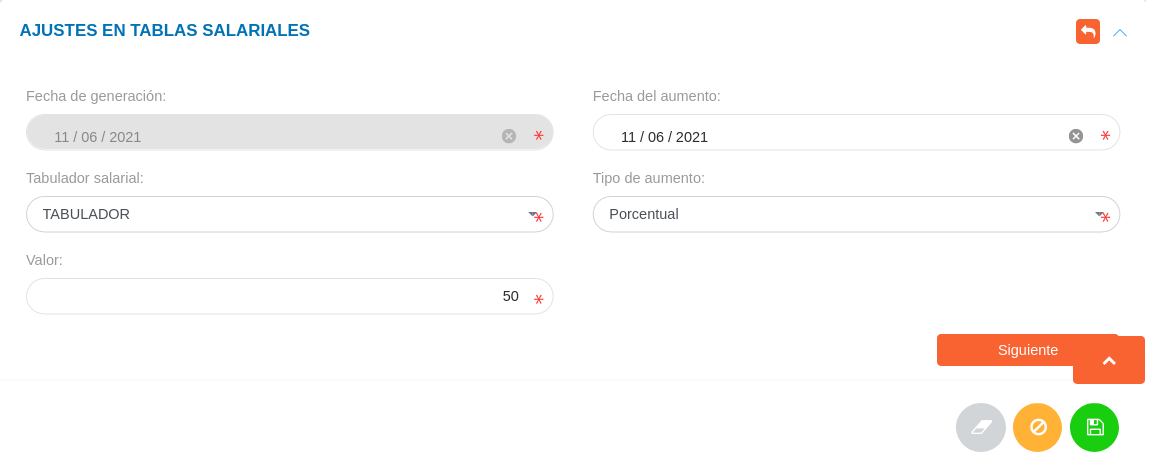 AJUSTES EN TABLAS SALARIALES
Fecha de generación:
Fecha del aumento:
11 / 06 / 2021
11 / 06 / 2021
Tabulador salarial:
Tipo de aumento:
TABULADOR
Porcentual
Valor:
50
Siguiente